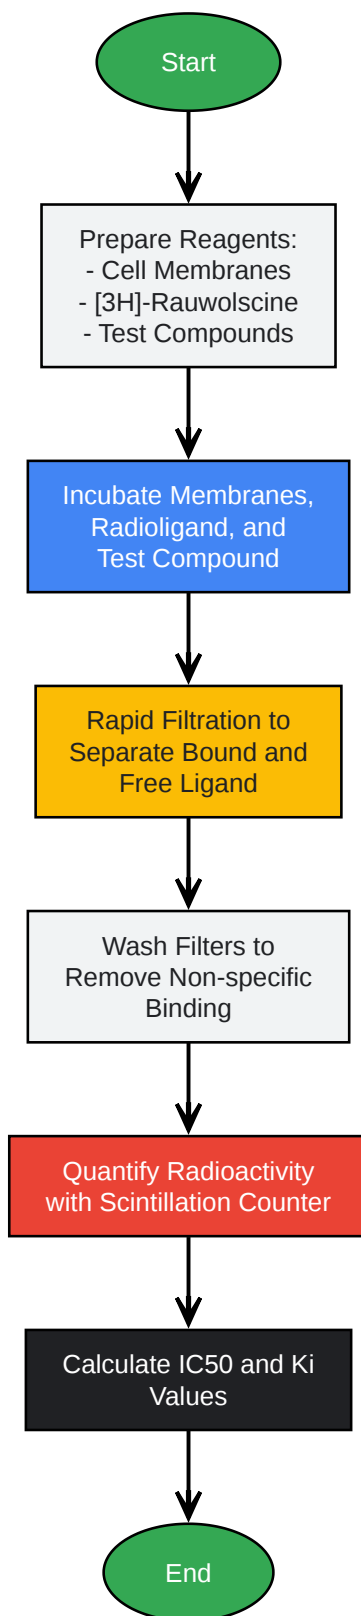 Start
Prepare Reagents:
- Cell Membranes
- [3H]-Rauwolscine
- Test Compounds
Incubate Membranes,
Radioligand, and
Test Compound
Rapid Filtration to
Separate Bound and
Free Ligand
Wash Filters to
Remove Non-specific
Binding
Quantify Radioactivity
with Scintillation Counter
Calculate IC50 and Ki
Values
End